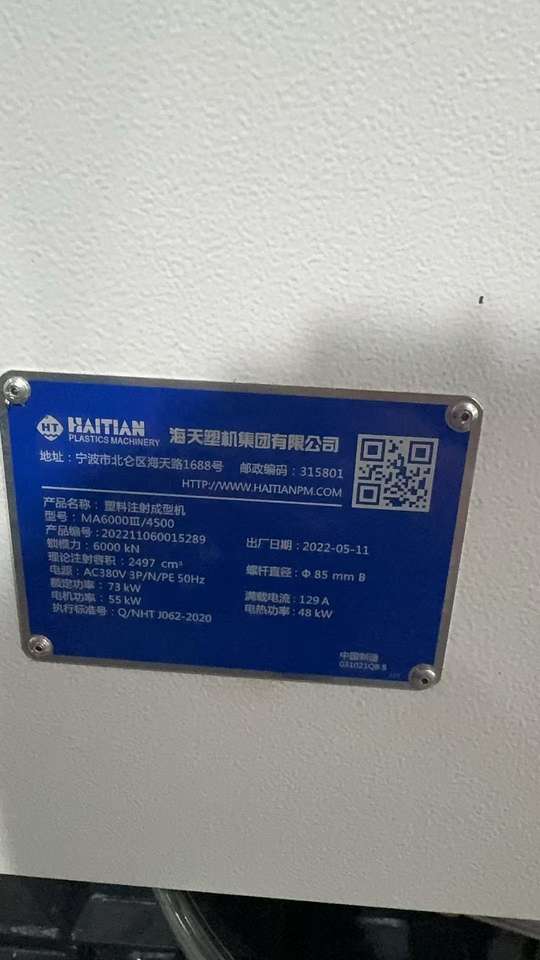 HT HAITIAN
PLASTICS MACHINERY
海天塑机集团有限公司
地址：宁波市北仑区海天路1688号 邮政编码：315801
HTTP://WWW.HAITIANPM.COM
产品名称：塑料注射成型机
型号：MA6000III/4500
产品编号：202211060015289 出厂日期：2022-05-11
锁模力：6000 kN
理论注射容积：2497 cm³ 螺杆直径：Φ 85 mm B
电源：AC380V 3P/N/PE 50Hz
额定功率：73 kW 满载电流：129 A
电机功率：55 kW 电热功率：48 kW
执行标准号：Q/NHT J062-2020
中国制造